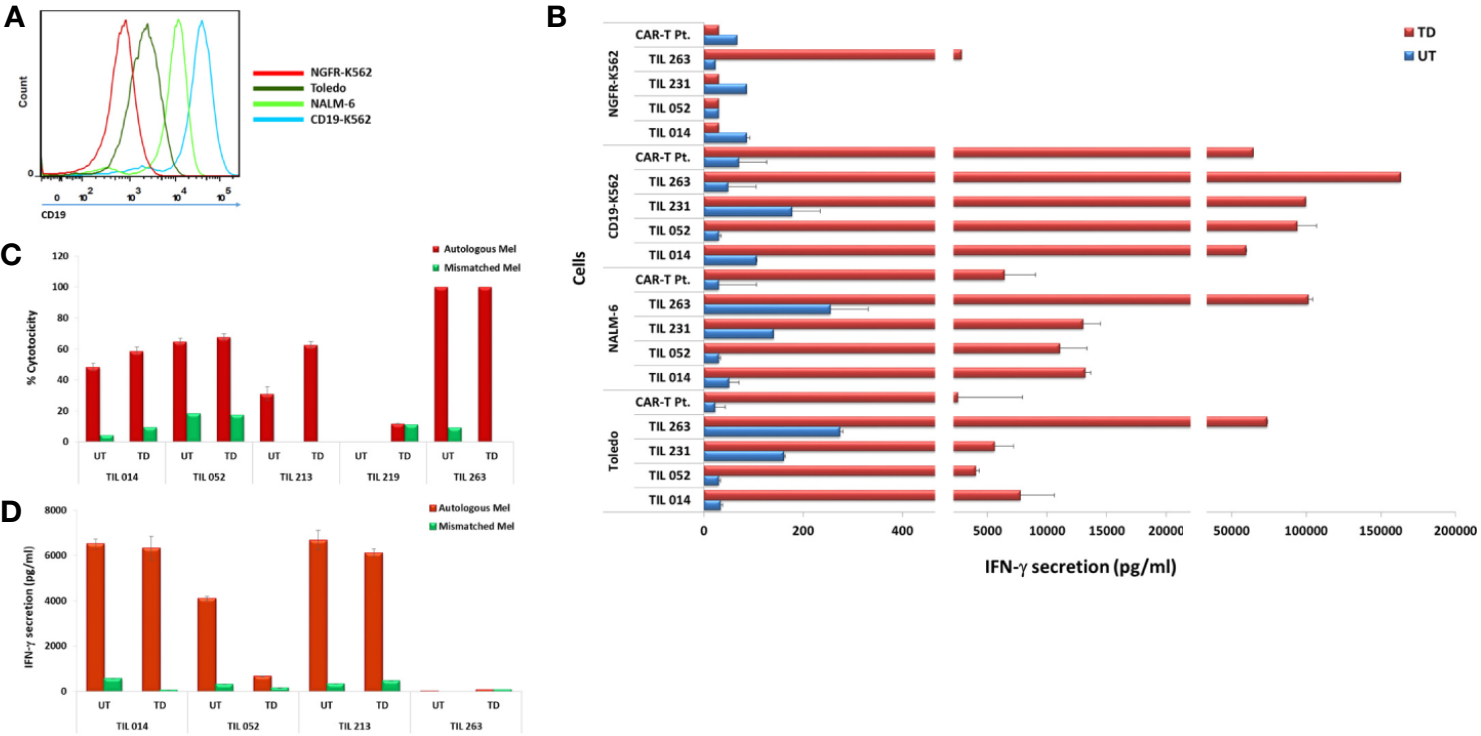 A
Count
0
0
10 2
10 3
10 4
10 5
CD19
NGFR-K562
Toledo
NALM-6
CD19-K562
B
TD
UT
Cells
NGFR-K562
CAR-T Pt.
TIL 263
TIL 231
TIL 052
TIL 014
CD19-K562
CAR-T Pt.
TIL 263
TIL 231
TIL 052
TIL 014
NALM-6
CAR-T Pt.
TIL 263
TIL 231
TIL 052
TIL 014
Toledo
CAR-T Pt.
TIL 263
TIL 231
TIL 052
TIL 014
0 200 400 5000 10000 15000 20000 50000 100000 150000 200000
IFN-γ secretion (pg/ml)
C
Autologous Mel
Mismatched Mel
% Cytotocicity
120
100
80
60
40
20
0
UT TD UT TD UT TD UT TD UT TD
TIL 014 TIL 052 TIL 213 TIL 219 TIL 263
D
Autologous Mel
Mismatched Mel
IFN-γ secretion (pg/ml)
8000
6000
4000
2000
0
UT TD UT TD UT TD UT TD
TIL 014 TIL 052 TIL 213 TIL 263